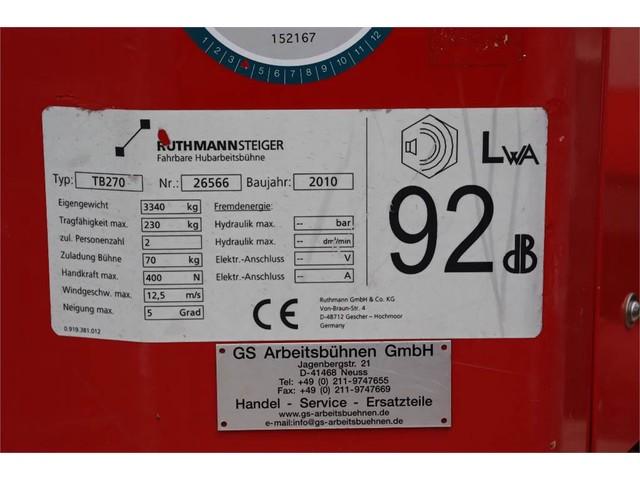 152167
1 2 3 4 5 6 7 8 9 10 11 12
RUTHMANNSTEIGER
Fahrbare Hubarbeitsbühne
Typ: TB270 Nr.: 26566 Baujahr: 2010
Eigengewicht 3340 kg
Tragfähigkeit max. 230 kg
zul. Personenzahl 2
Zuladung Bühne 70 kg
Handkraft max. 400 N
Windgeschw. max. 12,5 m/s
Neigung max. 5 Grad
Fremdenergie:
Hydraulik max. -- bar
Hydraulik max. -- dm³/min
Elektr.-Anschluss -- V
Elektr.-Anschluss -- A
CE
Ruthmann GmbH & Co. KG
Von-Braun-Str. 4
D-48712 Gescher - Hochmoor
Germany
0.919.381.012
LWA
92 dB
GS Arbeitsbühnen GmbH
Jagenbergstr. 21
D-41468 Neuss
Tel: +49 (0) 211-9747655
Fax: +49 (0) 211-9747669
Handel - Service - Ersatzteile
www.gs-arbeitsbuehnen.de
e-mail:info@gs-arbeitsbuehnen.de